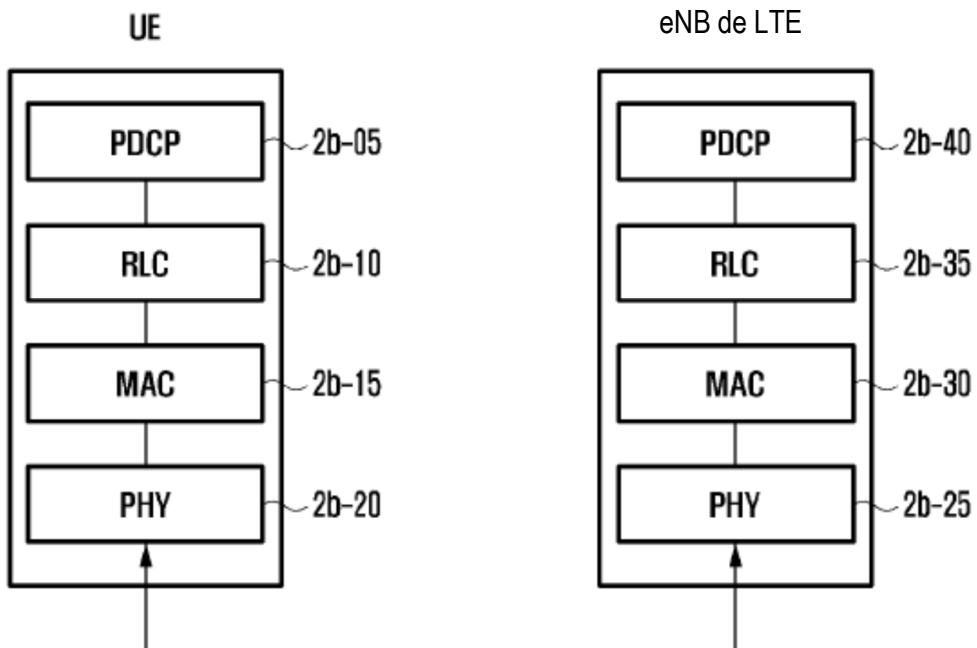 UE
eNB de LTE
PDCP 2b-05
PDCP 2b-40
RLC 2b-10
RLC 2b-35
MAC 2b-15
MAC 2b-30
PHY 2b-20
PHY 2b-25